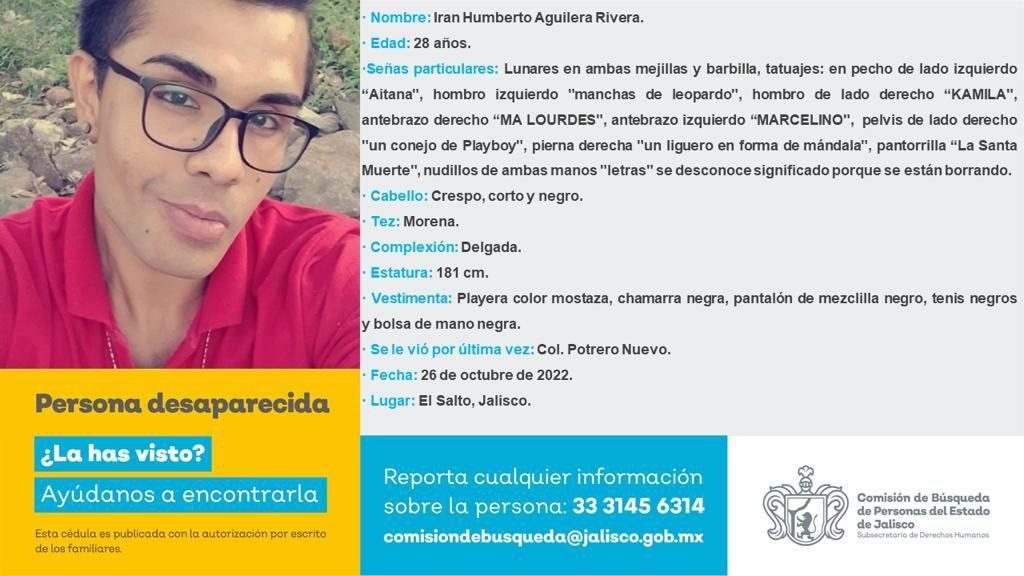 · Nombre: Iran Humberto Aguilera Rivera.
· Edad: 28 años.
·Señas particulares: Lunares en ambas mejillas y barbilla, tatuajes: en pecho de lado izquierdo
“Aitana", hombro izquierdo "manchas de leopardo", hombro de lado derecho “KAMILA",
antebrazo derecho “MA LOURDES", antebrazo izquierdo “MARCELINO", pelvis de lado derecho
"un conejo de Playboy", pierna derecha "un liguero en forma de mándala", pantorrilla “La Santa
Muerte", nudillos de ambas manos "letras" se desconoce significado porque se están borrando.
· Cabello: Crespo, corto y negro.
· Tez: Morena.
· Complexión: Delgada.
· Estatura: 181 cm.
· Vestimenta: Playera color mostaza, chamarra negra, pantalón de mezclilla negro, tenis negros
y bolsa de mano negra.
· Se le vió por última vez: Col. Potrero Nuevo.
· Fecha: 26 de octubre de 2022.
· Lugar: El Salto, Jalisco.
Persona desaparecida
¿La has visto?
Ayúdanos a encontrarla
Esta cédula es publicada con la autorización por escrito
de los familiares.
Reporta cualquier información
sobre la persona: 33 3145 6314
comisiondebusqueda@jalisco.gob.mx
Comisión de Búsqueda
de Personas del Estado
de Jalisco
Subsecretaría de Derechos Humanos